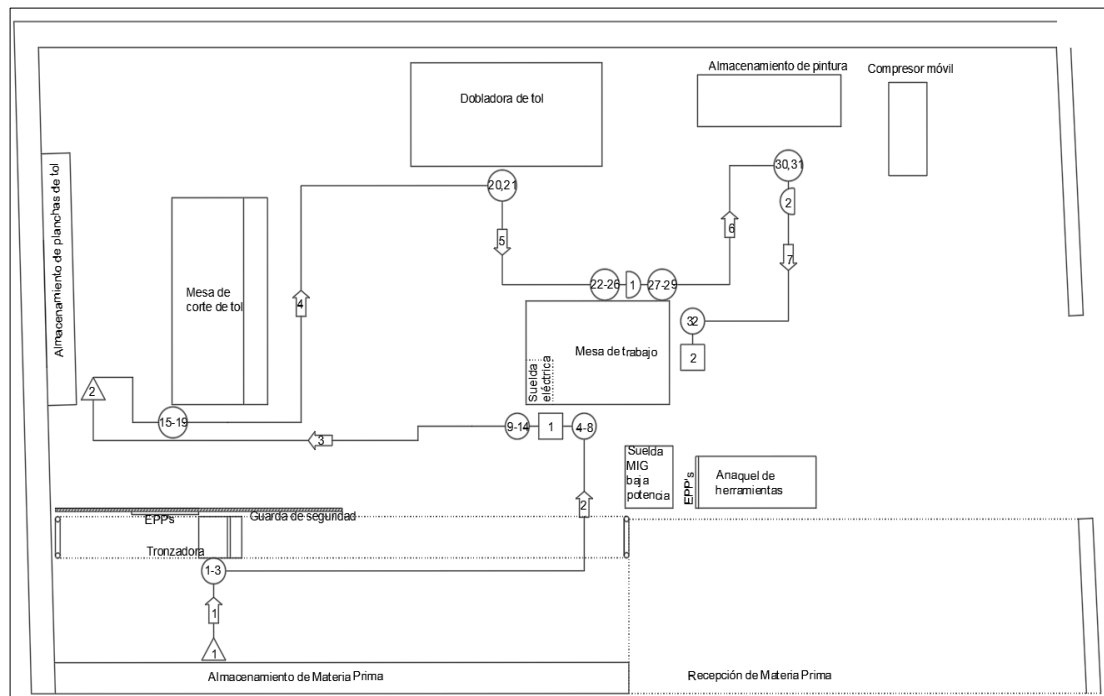 Almacenamiento de pintura
Compresor móvil
Dobladora de tol
Almacenamiento de planchas de tol
20,21
30,31
2
5
6
7
4
Mesa de
corte de tol
22-26
1
27-29
32
2
Mesa de trabajo
Suelda
eléctrica
2
15-19
3
9-14
1
4-8
2
Suelda
MIG
baja
potencia
EPP's
Anaquel de
herramientas
Guarda de seguridad
EPP's
Tronzadora
1-3
1
1
Almacenamiento de Materia Prima
Recepción de Materia Prima